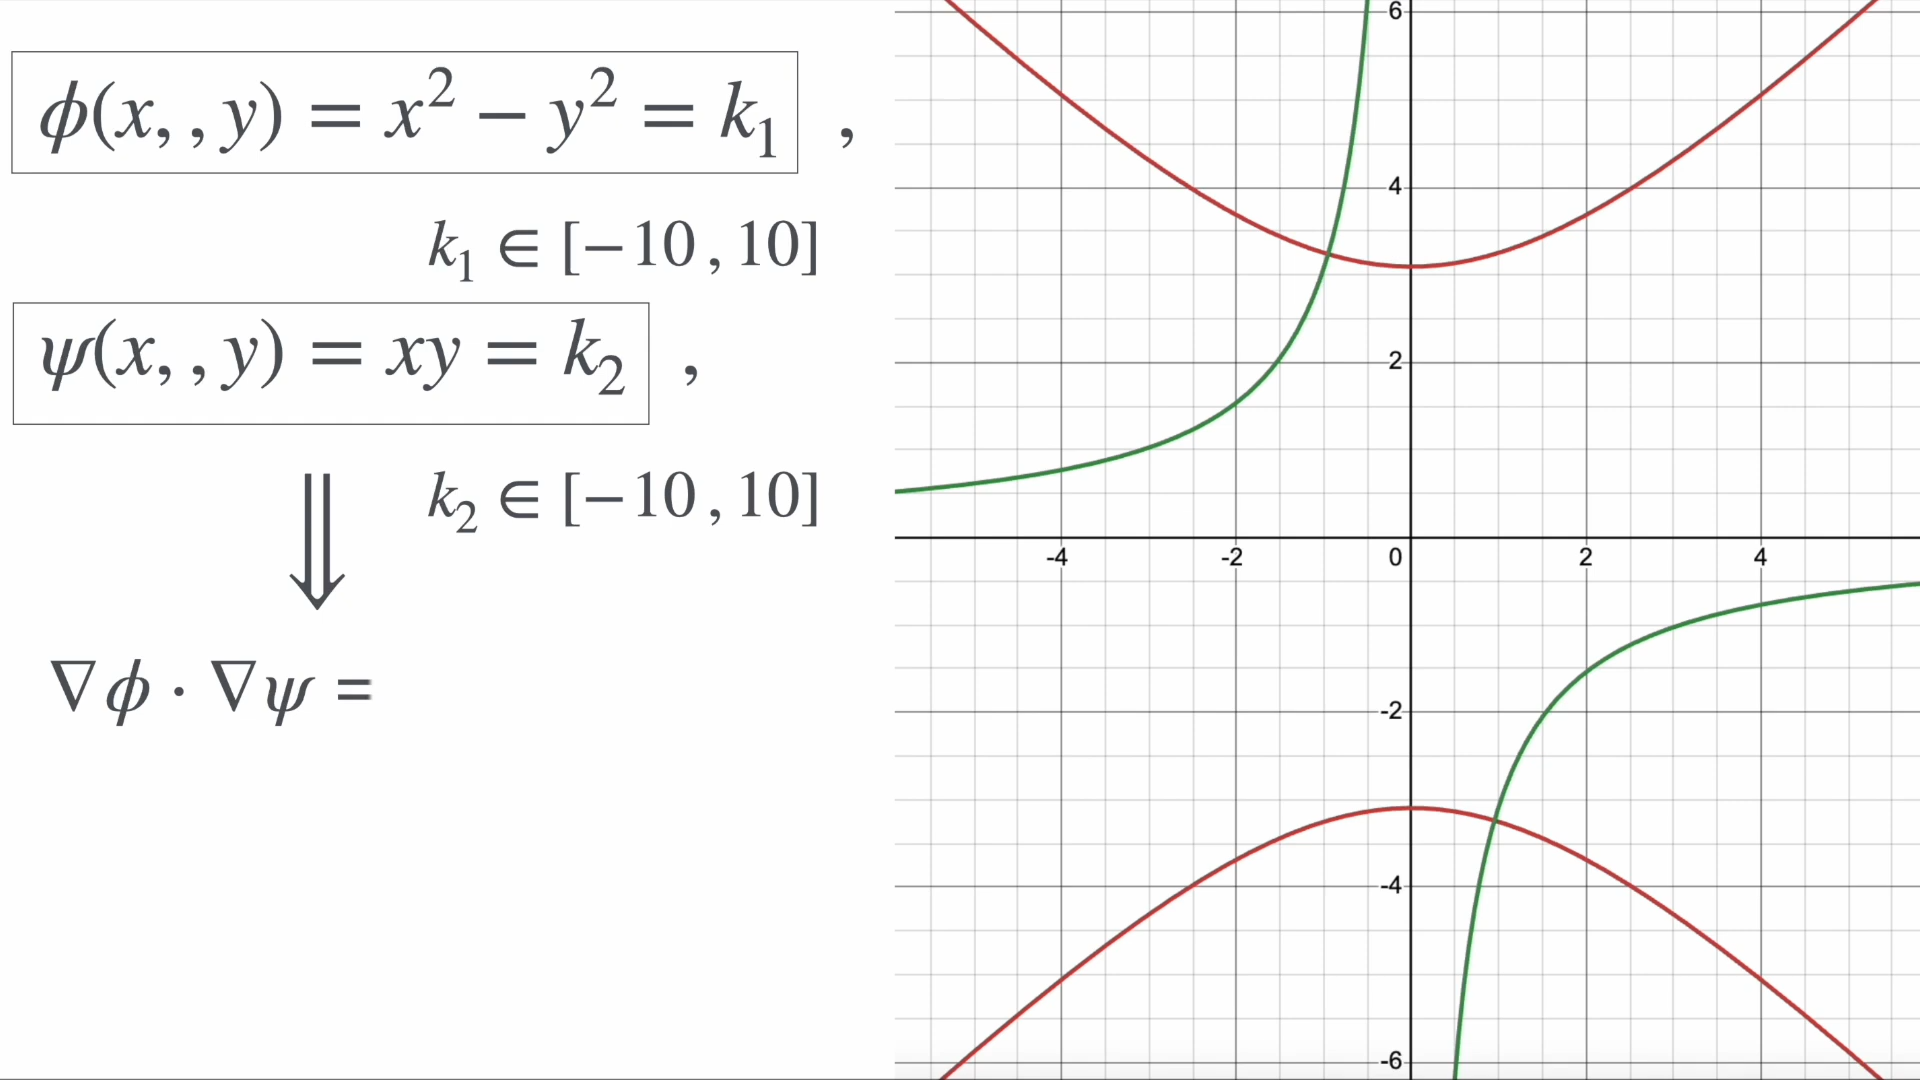 ϕ(x, , y) = x² − y² = k₁ ,
k₁ ∈ [−10 , 10]
ψ(x, , y) = xy = k₂ ,
k₂ ∈ [−10 , 10]
⇓
∇ϕ · ∇ψ =
6
4
2
-4 -2 0 2 4
-2
-4
-6